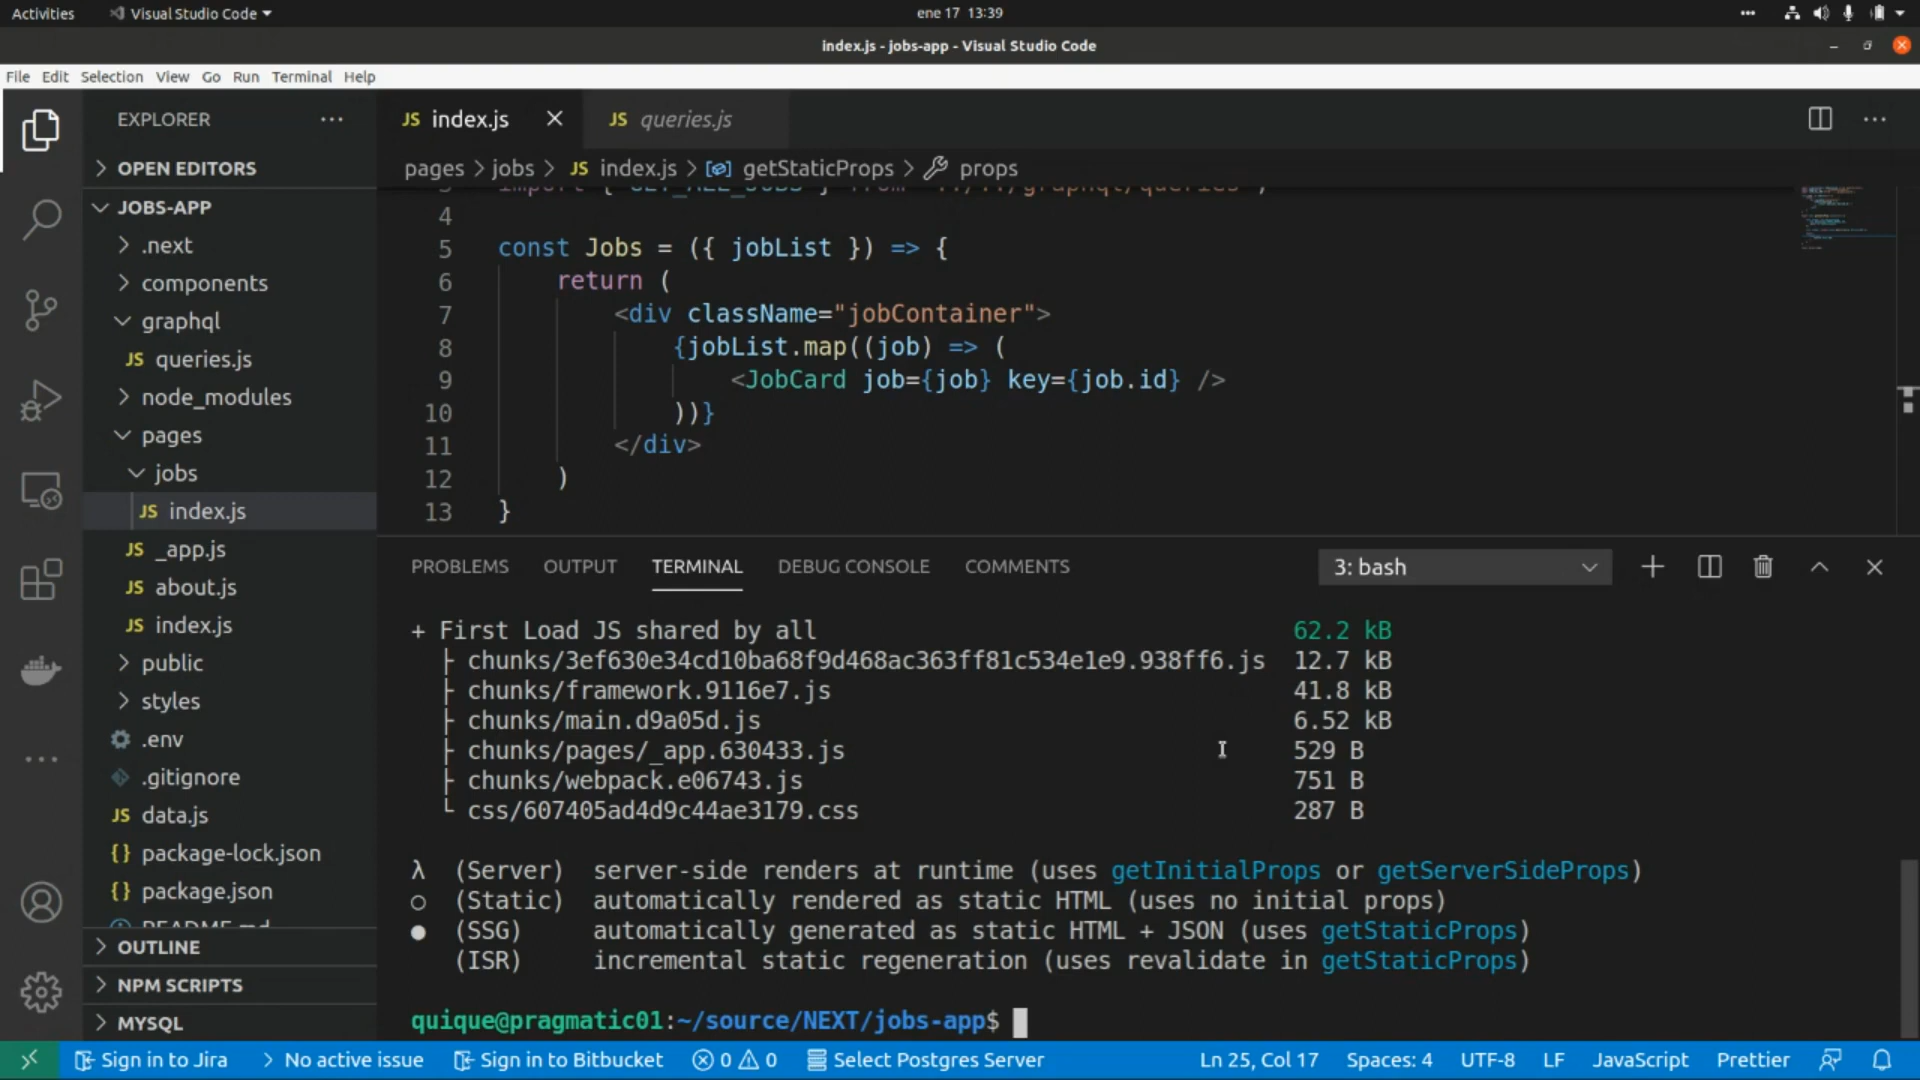 Activities
Visual Studio Code
ene 17 13:39
index.js - jobs-app - Visual Studio Code
File Edit Selection View Go Run Terminal Help
EXPLORER
OPEN EDITORS
JOBS-APP
.next
components
graphql
JS queries.js
node_modules
pages
jobs
JS index.js
JS _app.js
JS about.js
JS index.js
public
styles
.env
.gitignore
JS data.js
{} package-lock.json
{} package.json
README.md
OUTLINE
NPM SCRIPTS
MYSQL
JS index.js
JS queries.js
pages > jobs > JS index.js > getStaticProps > props
3 import { GET_ALL_JOBS } from "../../graphql/queries";
4
5 const Jobs = ({ jobList }) => {
6 return (
7 <div className="jobContainer">
8 {jobList.map((job) => (
9 <JobCard job={job} key={job.id} />
10 ))}
11 </div>
12 )
13 }
PROBLEMS OUTPUT TERMINAL DEBUG CONSOLE COMMENTS
3: bash
+ First Load JS shared by all 62.2 kB
├ chunks/3ef630e34cd10ba68f9d468ac363ff81c534e1e9.938ff6.js 12.7 kB
├ chunks/framework.9116e7.js 41.8 kB
├ chunks/main.d9a05d.js 6.52 kB
├ chunks/pages/_app.630433.js 529 B
├ chunks/webpack.e06743.js 751 B
└ css/607405ad4d9c44ae3179.css 287 B
λ (Server) server-side renders at runtime (uses getInitialProps or getServerSideProps)
○ (Static) automatically rendered as static HTML (uses no initial props)
● (SSG) automatically generated as static HTML + JSON (uses getStaticProps)
(ISR) incremental static regeneration (uses revalidate in getStaticProps)
quique@pragmatic01:~/source/NEXT/jobs-app$
Sign in to Jira
No active issue
Sign in to Bitbucket
0 0
Select Postgres Server
Ln 25, Col 17
Spaces: 4
UTF-8
LF
JavaScript
Prettier